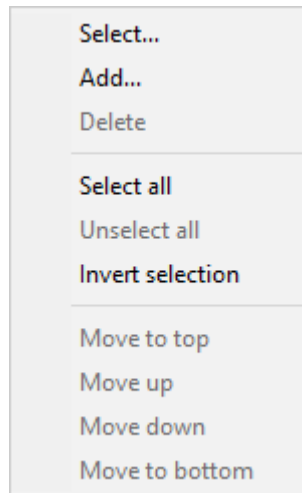 Select...
Add...
Delete
Select all
Unselect all
Invert selection
Move to top
Move up
Move down
Move to bottom